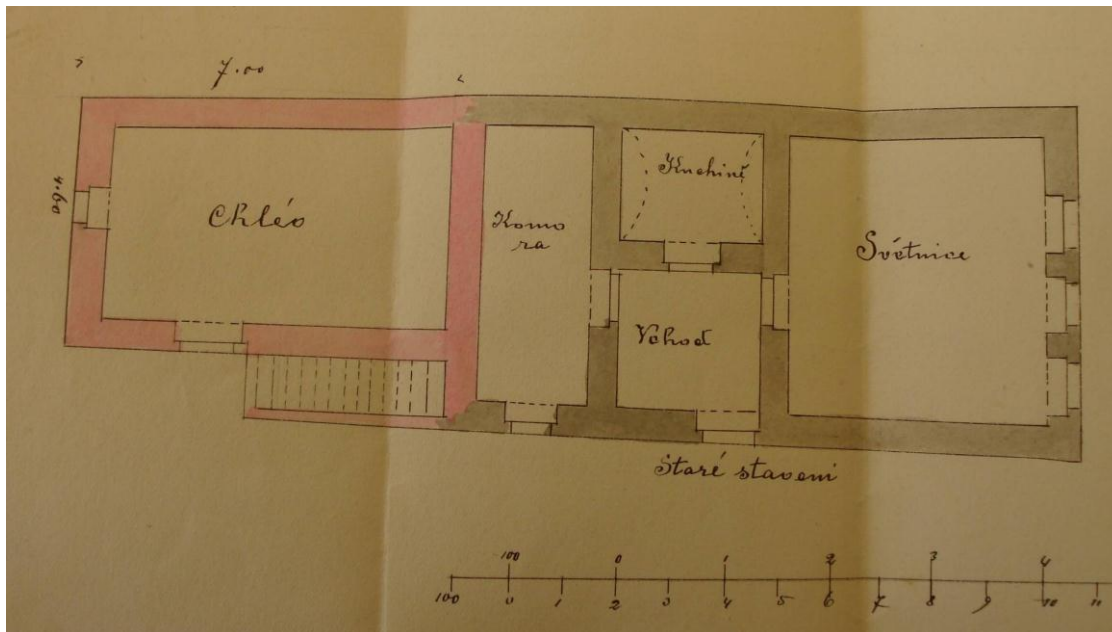 7.00
4.60
Chlév
Komo
ra
Kuchině
Světnice
Vchod
Staré stavení
100 0 1 2 3 4
100 0 1 2 3 4 5 6 7 8 9 10 11